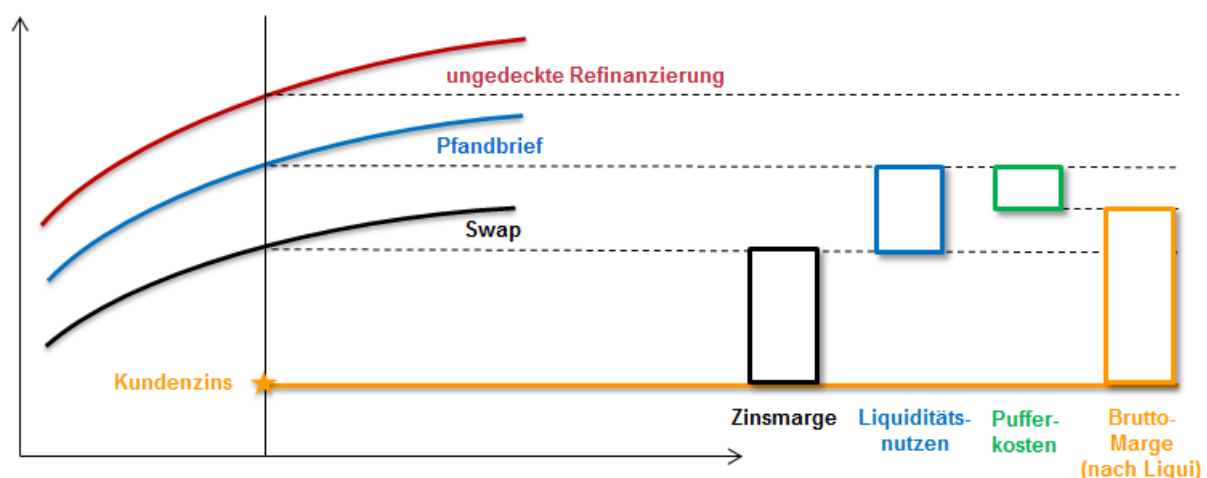 ungedeckte Refinanzierung
Pfandbrief
Swap
Kundenzins
Zinsmarge
Liquiditäts-
nutzen
Puffer-
kosten
Brutto-
Marge
(nach Liqui)